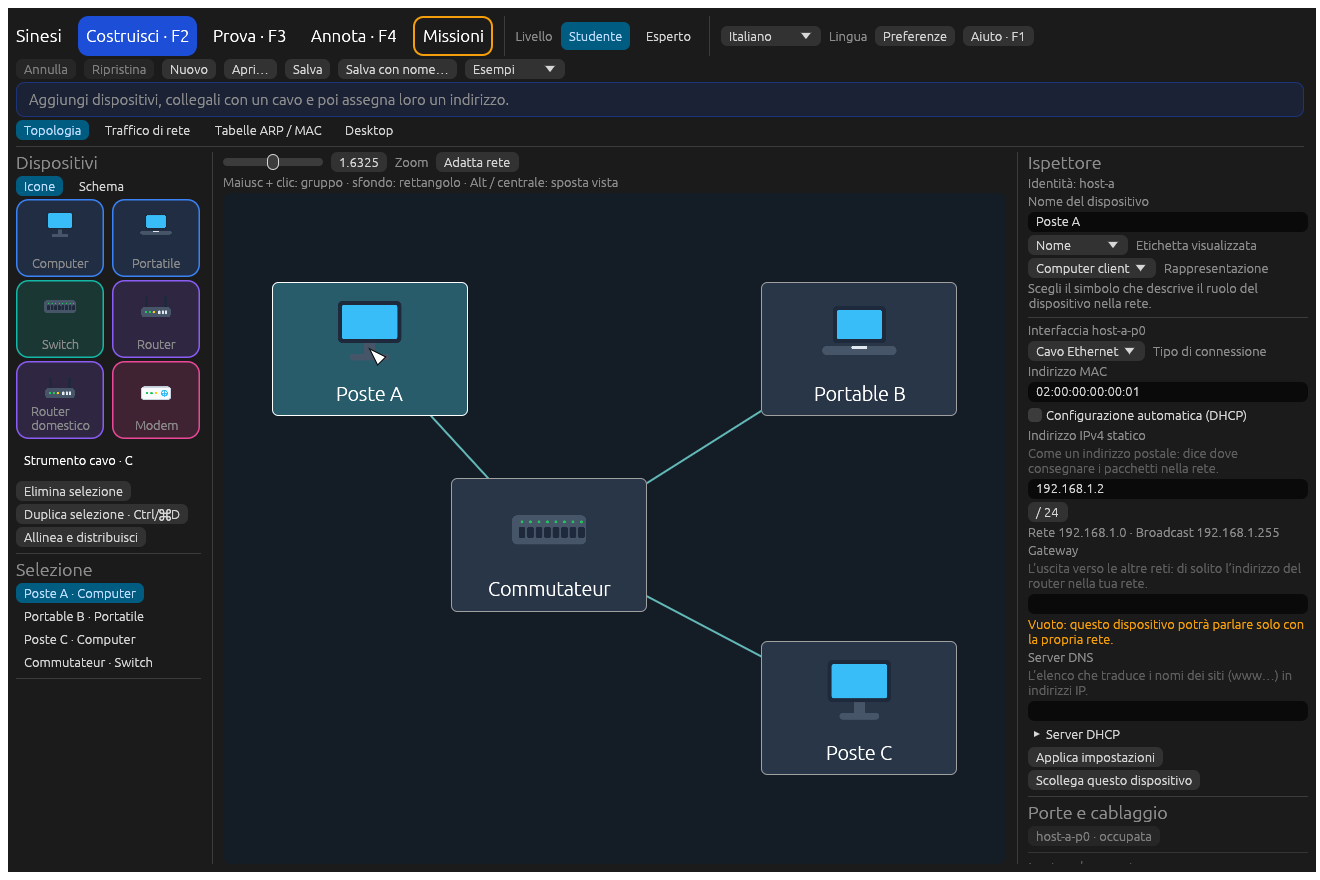 Sinesi Costruisci · F2 Prova · F3 Annota · F4 Missioni Livello Studente Esperto Italiano Lingua Preferenze Aiuto · F1
Annulla Ripristina Nuovo Apri… Salva Salva con nome… Esempi
Aggiungi dispositivi, collegali con un cavo e poi assegna loro un indirizzo.
Topologia Traffico di rete Tabelle ARP / MAC Desktop
Dispositivi
Icone Schema
Computer Portatile
Switch Router
Router domestico Modem
Strumento cavo · C
Elimina selezione
Duplica selezione · Ctrl/⌘D
Allinea e distribuisci
Selezione
Poste A · Computer
Portable B · Portatile
Poste C · Computer
Commutateur · Switch
1.6325 Zoom Adatta rete
Maiusc + clic: gruppo · sfondo: rettangolo · Alt / centrale: sposta vista
Poste A
Portable B
Commutateur
Poste C
Ispettore
Identità: host-a
Nome del dispositivo
Poste A
Nome Etichetta visualizzata
Computer client Rappresentazione
Scegli il simbolo che descrive il ruolo del
dispositivo nella rete.
Interfaccia host-a-p0
Cavo Ethernet Tipo di connessione
Indirizzo MAC
02:00:00:00:00:01
Configurazione automatica (DHCP)
Indirizzo IPv4 statico
Come un indirizzo postale: dice dove
consegnare i pacchetti nella rete.
192.168.1.2
/ 24
Rete 192.168.1.0 · Broadcast 192.168.1.255
Gateway
L'uscita verso le altre reti: di solito l'indirizzo del
router nella tua rete.
Vuoto: questo dispositivo potrà parlare solo con
la propria rete.
Server DNS
L'elenco che traduce i nomi dei siti (www…) in
indirizzi IP.
Server DHCP
Applica impostazioni
Scollega questo dispositivo
Porte e cablaggio
host-a-p0 · occupata